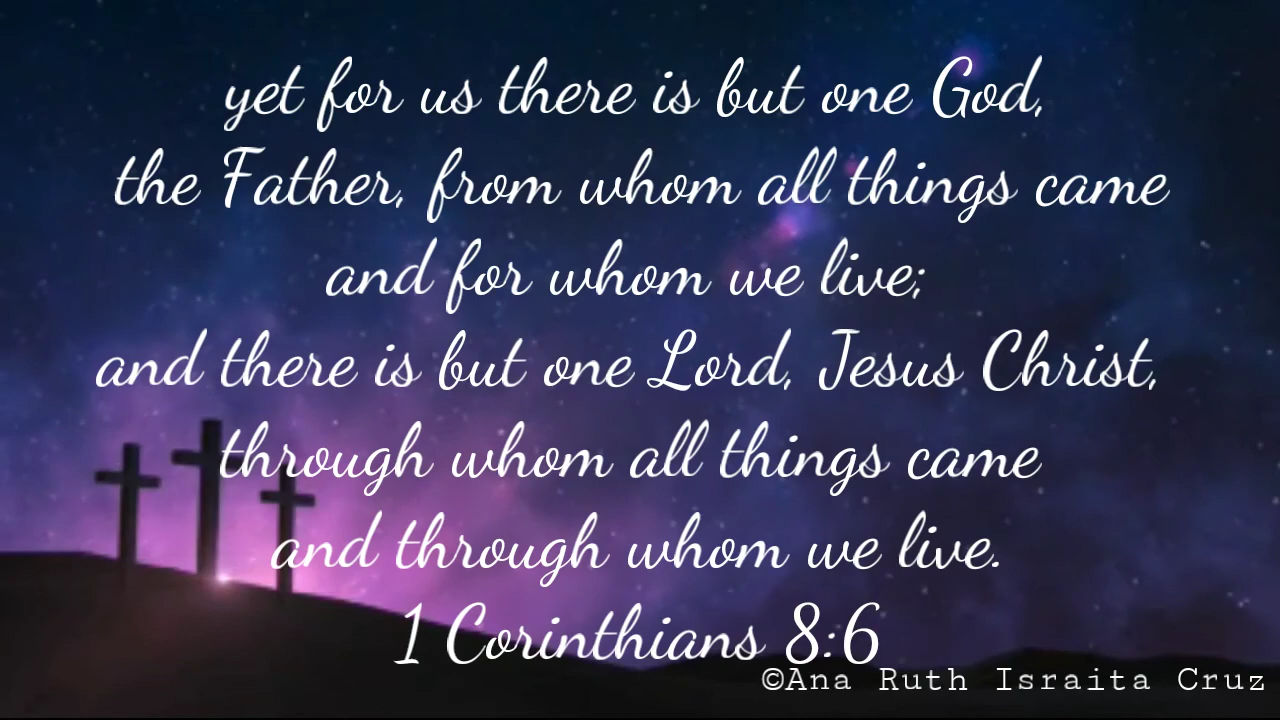 yet for us there is but one God,
the Father, from whom all things came
and for whom we live;
and there is but one Lord, Jesus Christ,
through whom all things came
and through whom we live.
1 Corinthians 8:6
©Ana Ruth Israita Cruz